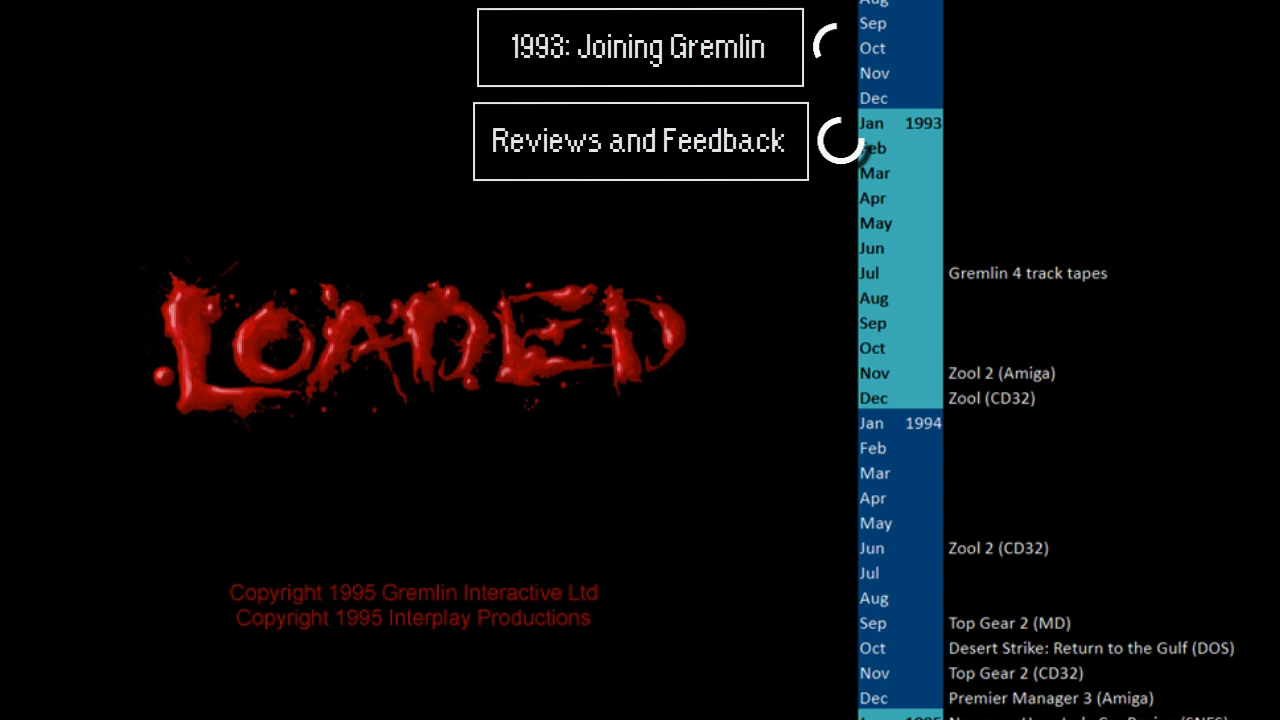 1993: Joining Gremlin
Reviews and Feedback
LOADED
Copyright 1995 Gremlin Interactive Ltd
Copyright 1995 Interplay Productions
Aug
Sep
Oct
Nov
Dec
Jan 1993
Feb
Mar
Apr
May
Jun
Jul Gremlin 4 track tapes
Aug
Sep
Oct
Nov Zool 2 (Amiga)
Dec Zool (CD32)
Jan 1994
Feb
Mar
Apr
May
Jun Zool 2 (CD32)
Jul
Aug
Sep Top Gear 2 (MD)
Oct Desert Strike: Return to the Gulf (DOS)
Nov Top Gear 2 (CD32)
Dec Premier Manager 3 (Amiga)
Jan 1995